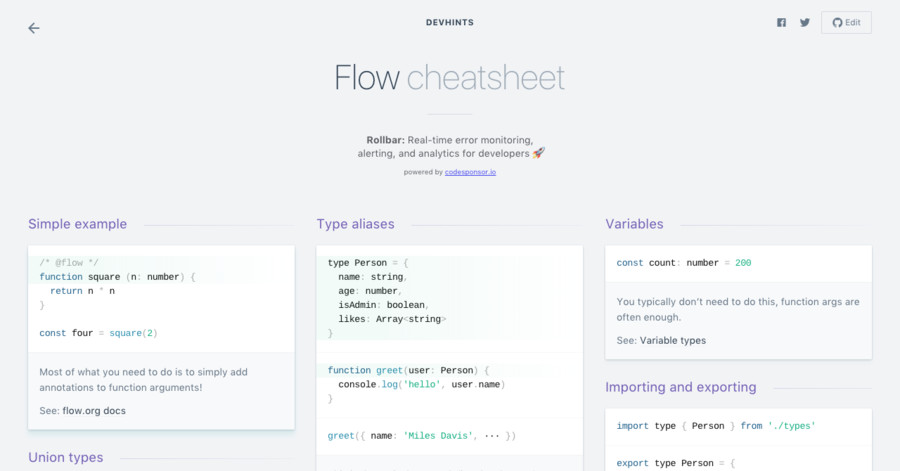 DEVHINTS
Edit
Flow cheatsheet
Rollbar: Real-time error monitoring,
alerting, and analytics for developers 🚀
powered by codesponsor.io
Simple example
/* @flow */
function square (n: number) {
  return n * n
}
const four = square(2)
Most of what you need to do is to simply add
annotations to function arguments!
See: flow.org docs
Union types
Type aliases
type Person = {
  name: string,
  age: number,
  isAdmin: boolean,
  likes: Array<string>
}
function greet(user: Person) {
  console.log('hello', user.name)
}
greet({ name: 'Miles Davis', ··· })
Variables
const count: number = 200
You typically don't need to do this, function args are
often enough.
See: Variable types
Importing and exporting
import type { Person } from './types'
export type Person = {